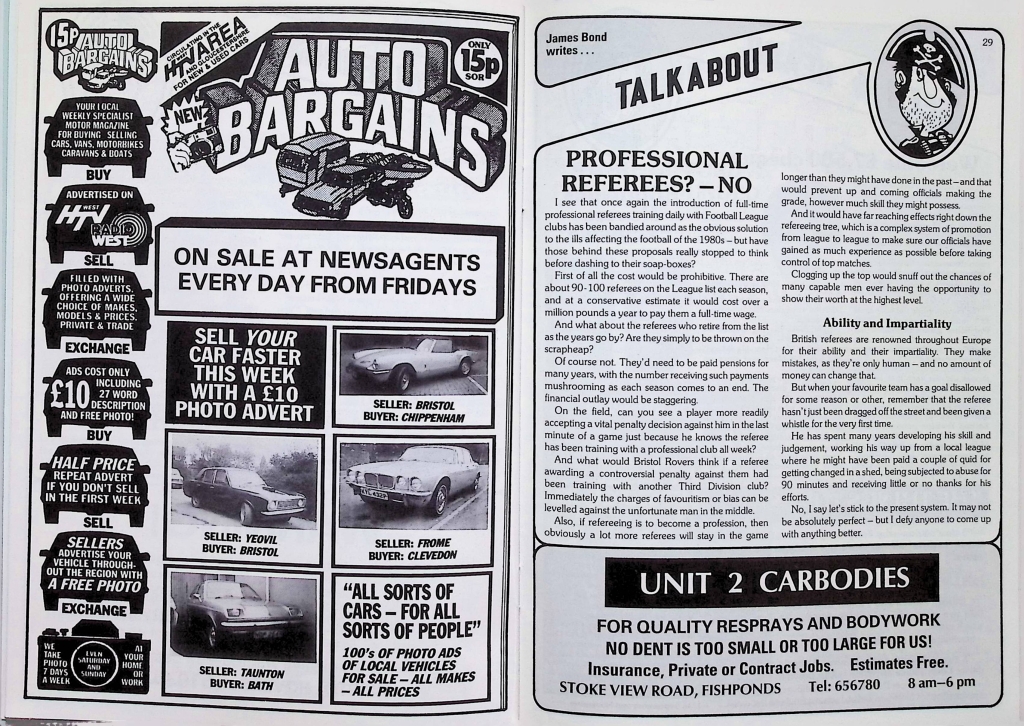 15p
AUTO
BARGAINS
YOUR LOCAL
WEEKLY SPECIALIST
MOTOR MAGAZINE
FOR BUYING SELLING
CARS, VANS, MOTORBIKES
CARAVANS & BOATS
BUY
ADVERTISED ON
HTV WEST
RADIO
WEST
SELL
FILLED WITH
PHOTO ADVERTS,
OFFERING A WIDE
CHOICE OF MAKES,
MODELS & PRICES,
PRIVATE & TRADE
EXCHANGE
ADS COST ONLY
£10 INCLUDING
27 WORD
DESCRIPTION
AND FREE PHOTO!
BUY
HALF PRICE
REPEAT ADVERT
IF YOU DON'T SELL
IN THE FIRST WEEK
SELL
SELLERS
ADVERTISE YOUR
VEHICLE THROUGH-
OUT THE REGION WITH
A FREE PHOTO
EXCHANGE
WE
TAKE
PHOTO
7 DAYS
A WEEK
EVEN
SATURDAY
AND
SUNDAY
AT
YOUR
HOME
OR
WORK
CIRCULATING IN THE
HTV AREA
AND GLOUCESTERSHIRE
FOR NEW & USED CARS
NEW
AUTO
BARGAINS
ONLY
15p
SOR
ON SALE AT NEWSAGENTS
EVERY DAY FROM FRIDAYS
SELL YOUR
CAR FASTER
THIS WEEK
WITH A £10
PHOTO ADVERT
SELLER: BRISTOL
BUYER: CHIPPENHAM
SELLER: YEOVIL
BUYER: BRISTOL
SELLER: FROME
BUYER: CLEVEDON
SELLER: TAUNTON
BUYER: BATH
"ALL SORTS OF
CARS – FOR ALL
SORTS OF PEOPLE"
100's OF PHOTO ADS
OF LOCAL VEHICLES
FOR SALE – ALL MAKES
– ALL PRICES
James Bond
writes . . .
TALKABOUT
29
PROFESSIONAL
REFEREES? – NO
I see that once again the introduction of full-time
professional referees training daily with Football League
clubs has been bandied around as the obvious solution
to the ills affecting the football of the 1980s – but have
those behind these proposals really stopped to think
before dashing to their soap-boxes?
First of all the cost would be prohibitive. There are
about 90-100 referees on the League list each season,
and at a conservative estimate it would cost over a
million pounds a year to pay them a full-time wage.
And what about the referees who retire from the list
as the years go by? Are they simply to be thrown on the
scrapheap?
Of course not. They'd need to be paid pensions for
many years, with the number receiving such payments
mushrooming as each season comes to an end. The
financial outlay would be staggering.
On the field, can you see a player more readily
accepting a vital penalty decision against him in the last
minute of a game just because he knows the referee
has been training with a professional club all week?
And what would Bristol Rovers think if a referee
awarding a controversial penalty against them had
been training with another Third Division club?
Immediately the charges of favouritism or bias can be
levelled against the unfortunate man in the middle.
Also, if refereeing is to become a profession, then
obviously a lot more referees will stay in the game
longer than they might have done in the past – and that
would prevent up and coming officials making the
grade, however much skill they might possess.
And it would have far reaching effects right down the
refereeing tree, which is a complex system of promotion
from league to league to make sure our officials have
gained as much experience as possible before taking
control of top matches.
Clogging up the top would snuff out the chances of
many capable men ever having the opportunity to
show their worth at the highest level.
Ability and Impartiality
British referees are renowned throughout Europe
for their ability and their impartiality. They make
mistakes, as they're only human – and no amount of
money can change that.
But when your favourite team has a goal disallowed
for some reason or other, remember that the referee
hasn't just been dragged off the street and been given a
whistle for the very first time.
He has spent many years developing his skill and
judgement, working his way up from a local league
where he might have been paid a couple of quid for
getting changed in a shed, being subjected to abuse for
90 minutes and receiving little or no thanks for his
efforts.
No, I say let's stick to the present system. It may not
be absolutely perfect – but I defy anyone to come up
with anything better.
UNIT 2 CARBODIES
FOR QUALITY RESPRAYS AND BODYWORK
NO DENT IS TOO SMALL OR TOO LARGE FOR US!
Insurance, Private or Contract Jobs. Estimates Free.
STOKE VIEW ROAD, FISHPONDS Tel: 656780 8 am–6 pm